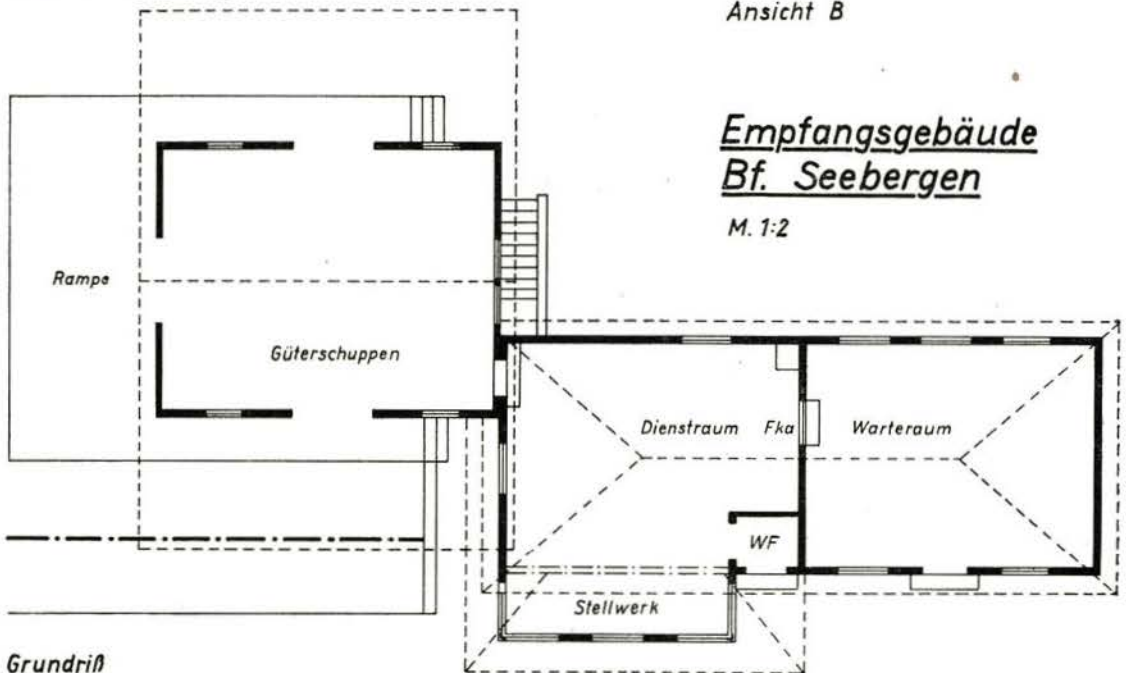 Ansicht B
Empfangsgebäude
Bf. Seebergen
M. 1:2
Rampe
Güterschuppen
Dienstraum Fka Warteraum
WF
Stellwerk
Grundriß